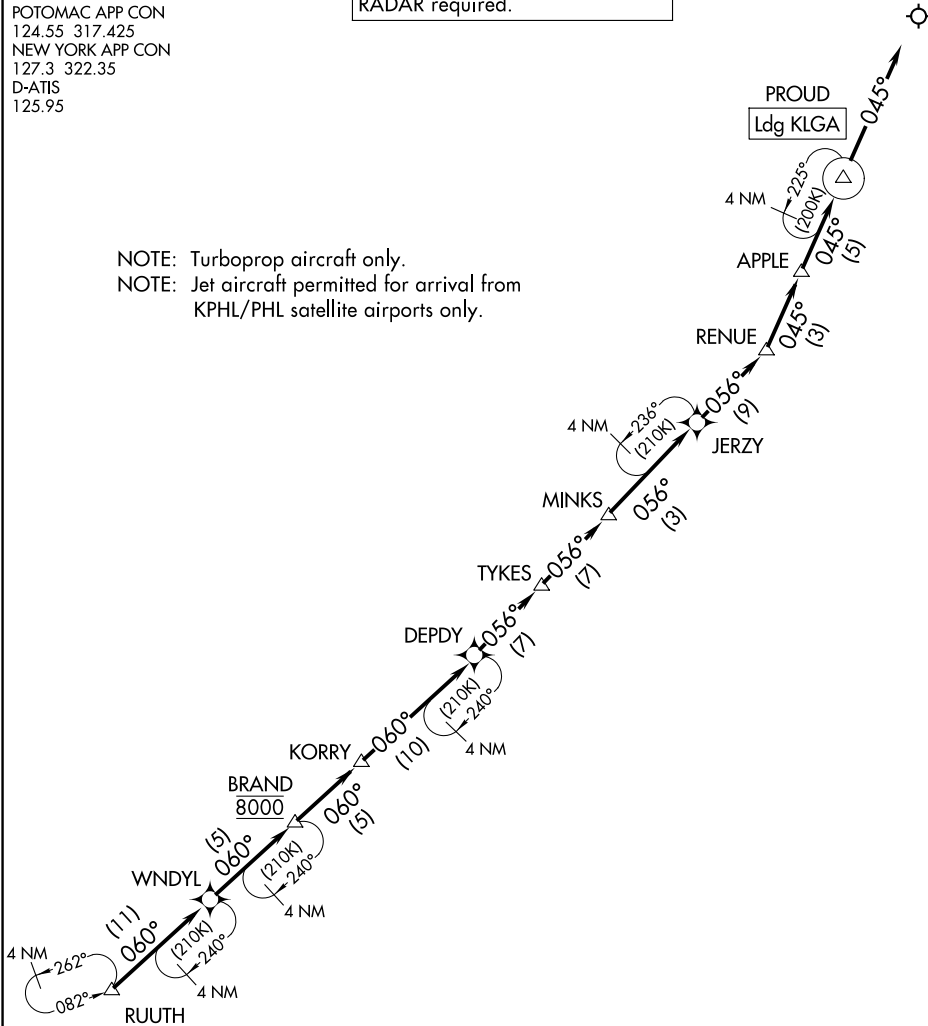 POTOMAC APP CON
124.55 317.425
NEW YORK APP CON
127.3 322.35
D-ATIS
125.95
RADAR required.
PROUD
Ldg KLGA
045°
225°
(200K)
4 NM
045°
(5)
APPLE
NOTE: Turboprop aircraft only.
NOTE: Jet aircraft permitted for arrival from
KPHL/PHL satellite airports only.
RENUE
045°
(3)
056°
(9)
236°
(210K)
4 NM
JERZY
MINKS
056°
(3)
TYKES
056°
(7)
DEPDY
056°
(7)
(210K)
240°
4 NM
KORRY
060°
(10)
BRAND
8000
060°
(5)
(5)
060°
(210K)
240°
4 NM
WNDYL
(11)
060°
(210K)
240°
4 NM
4 NM
262°
082°
RUUTH